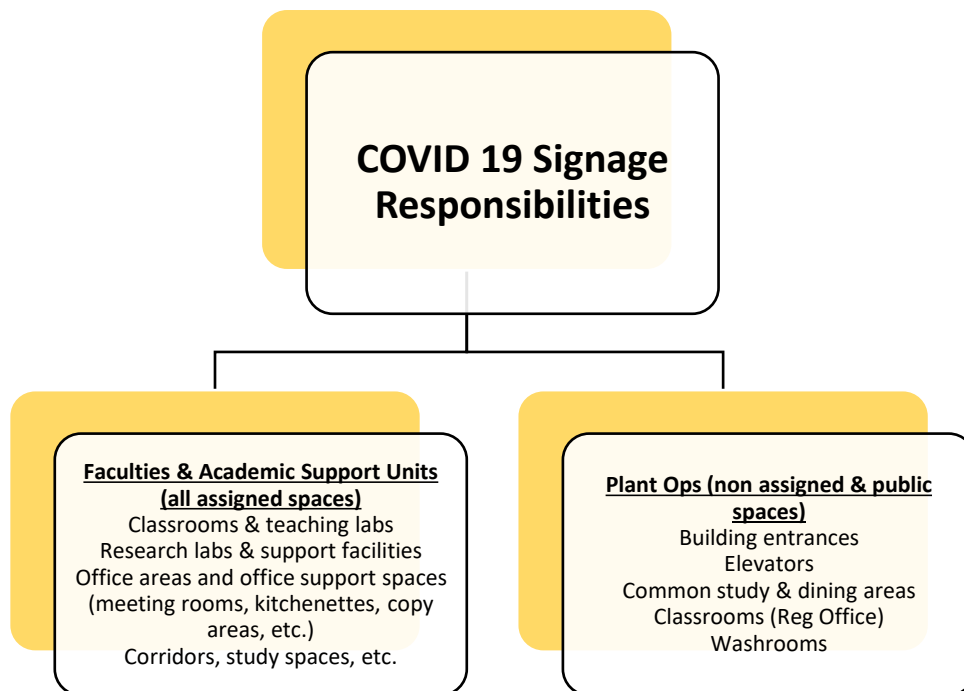 COVID 19 Signage
Responsibilities
Faculties & Academic Support Units
(all assigned spaces)
Classrooms & teaching labs
Research labs & support facilities
Office areas and office support spaces
(meeting rooms, kitchenettes, copy
areas, etc.)
Corridors, study spaces, etc.
Plant Ops (non assigned & public
spaces)
Building entrances
Elevators
Common study & dining areas
Classrooms (Reg Office)
Washrooms